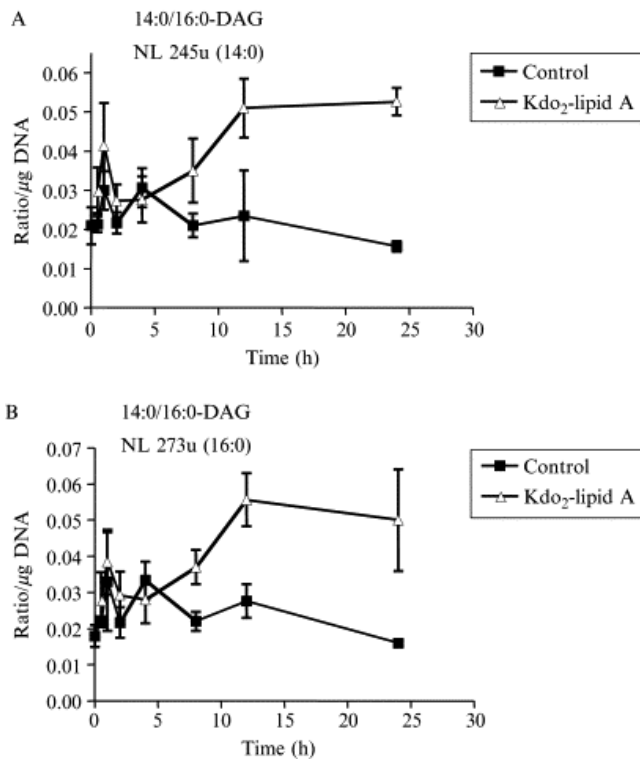 A
14:0/16:0-DAG
NL 245u (14:0)
Control
Kdo₂-lipid A
Ratio/µg DNA
0.06
0.05
0.04
0.03
0.02
0.01
0.00
0 5 10 15 20 25 30
Time (h)
B
14:0/16:0-DAG
NL 273u (16:0)
Control
Kdo₂-lipid A
Ratio/µg DNA
0.07
0.06
0.05
0.04
0.03
0.02
0.01
0.00
0 5 10 15 20 25 30
Time (h)